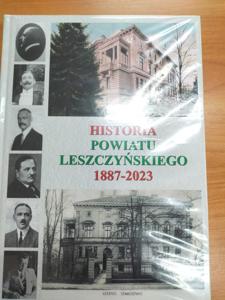 HISTORIA
POWIATU
LESZCZYŃSKIEGO
1887-2023